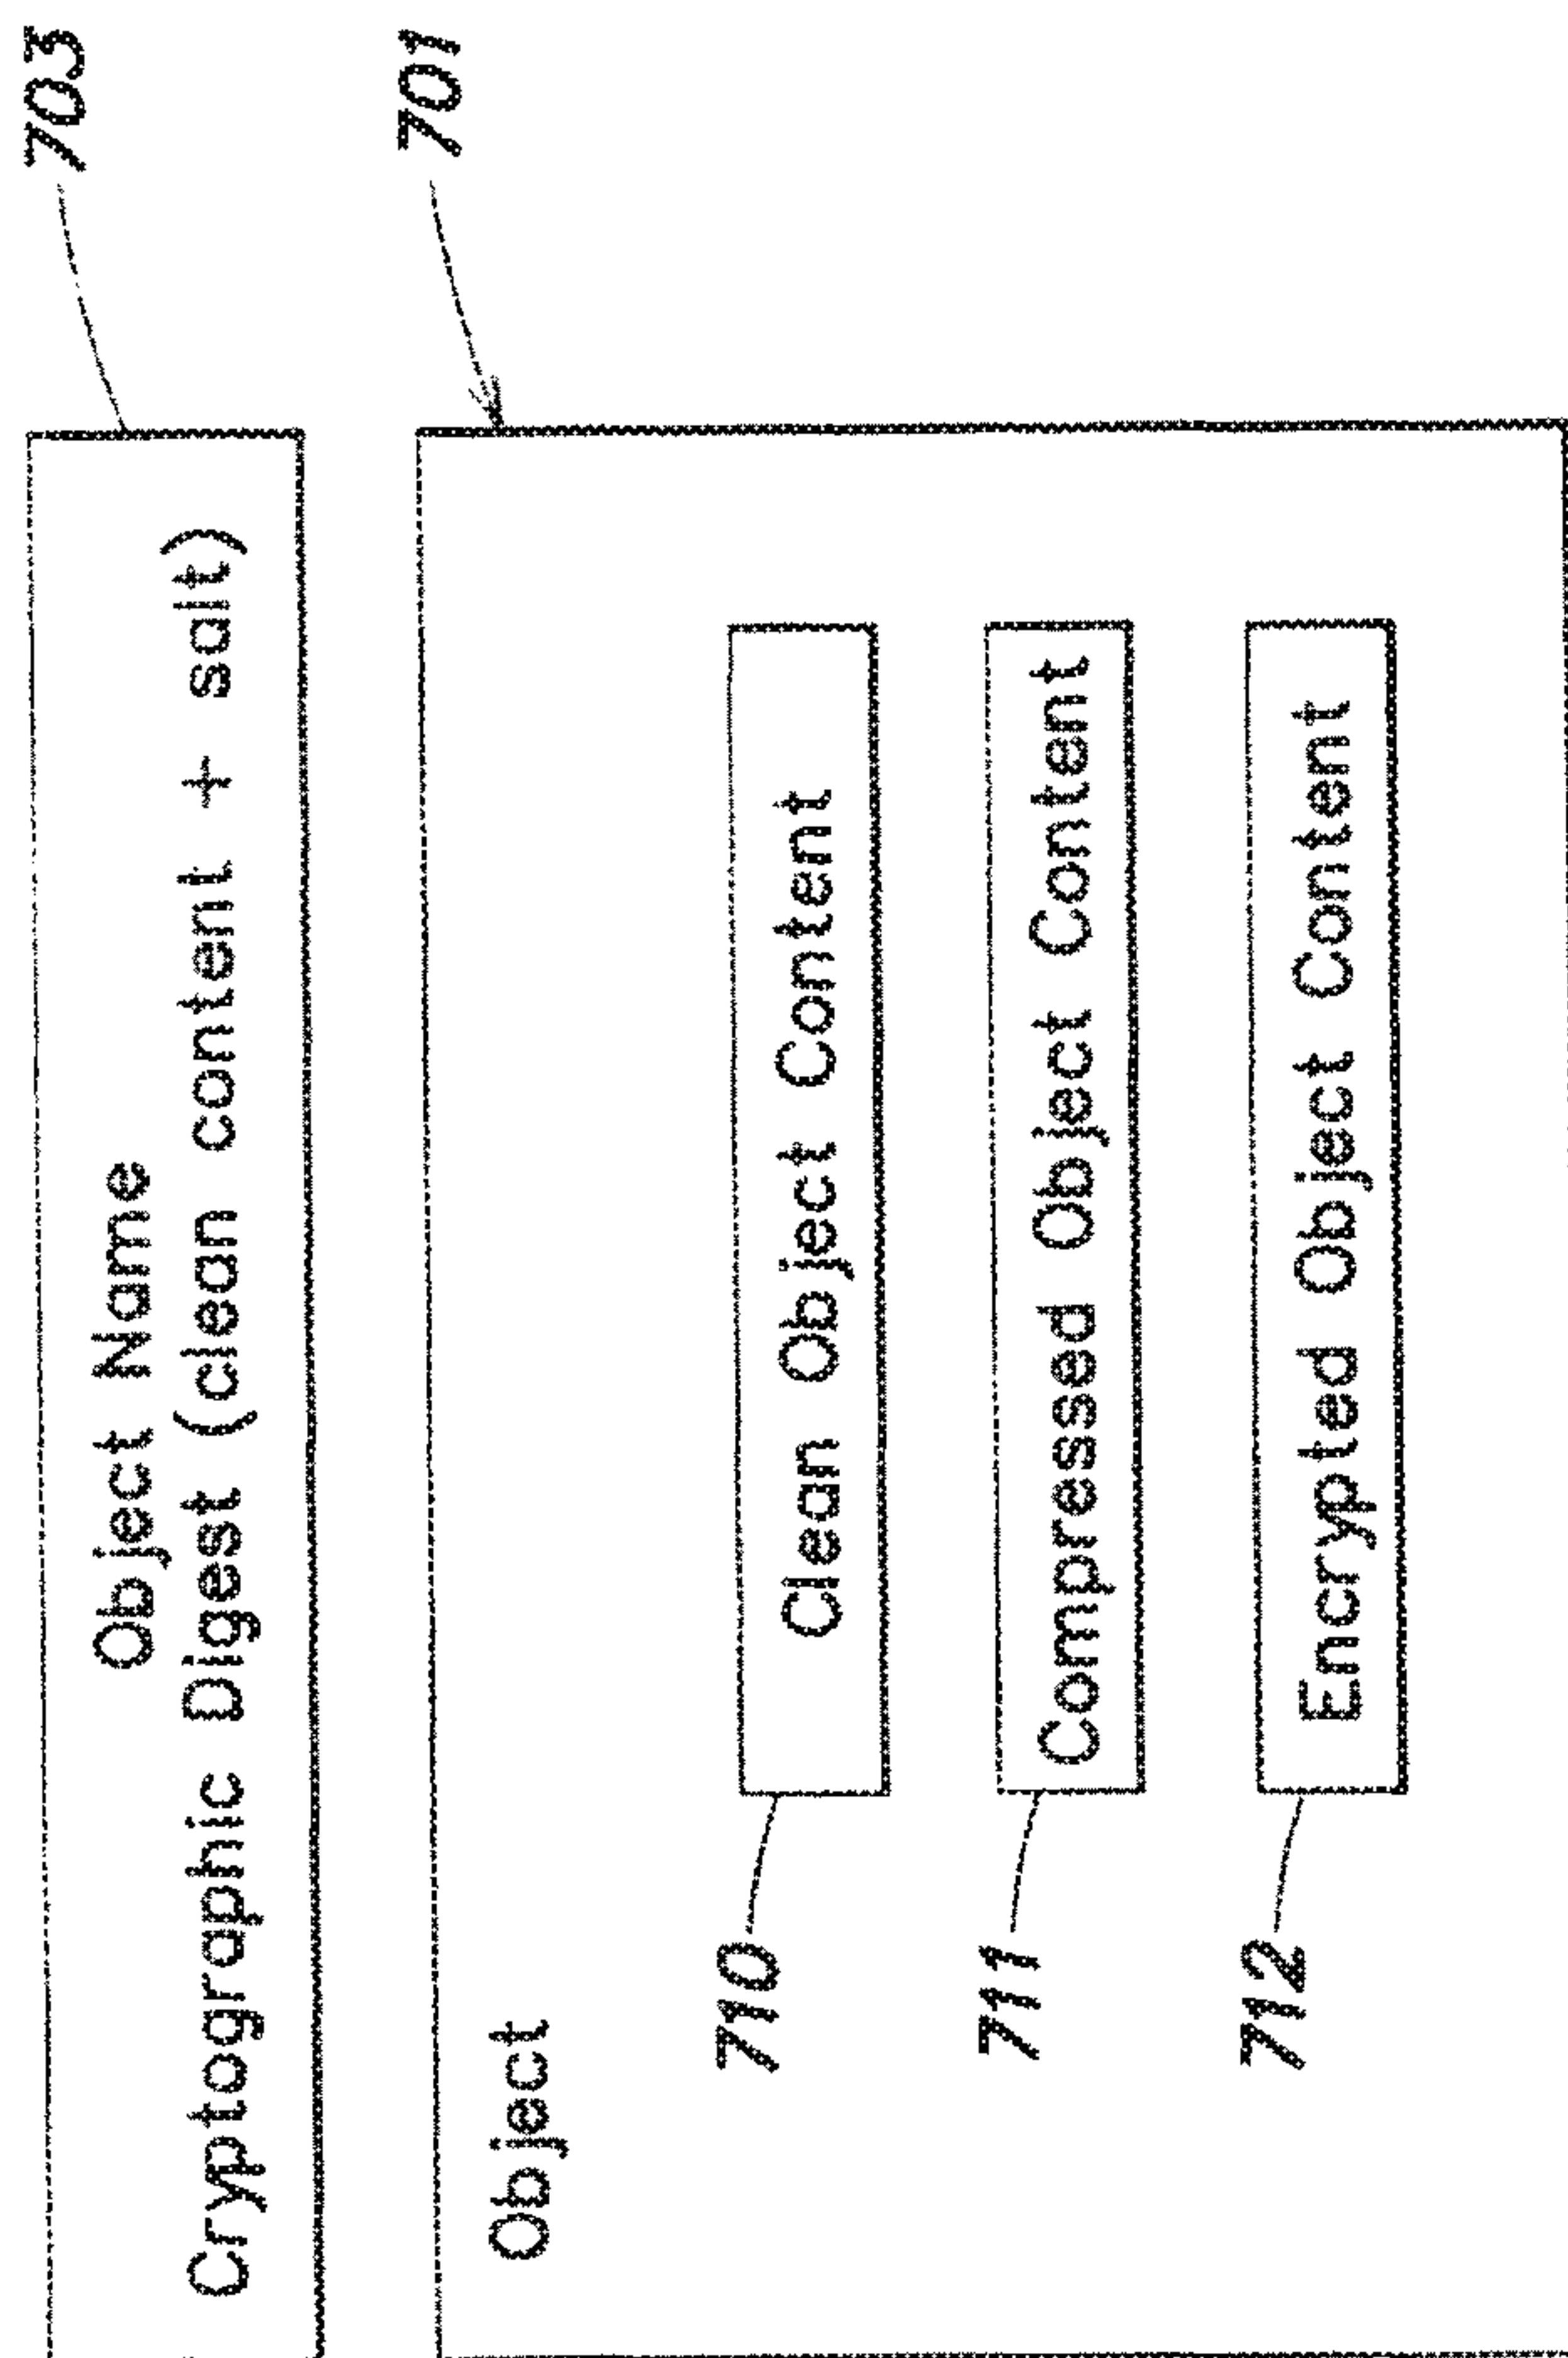 703
Object Name
Cryptographic Digest (clean content + salt)
701
Object
710
Clean Object Content
711
Compressed Object Content
712
Encrypted Object Content